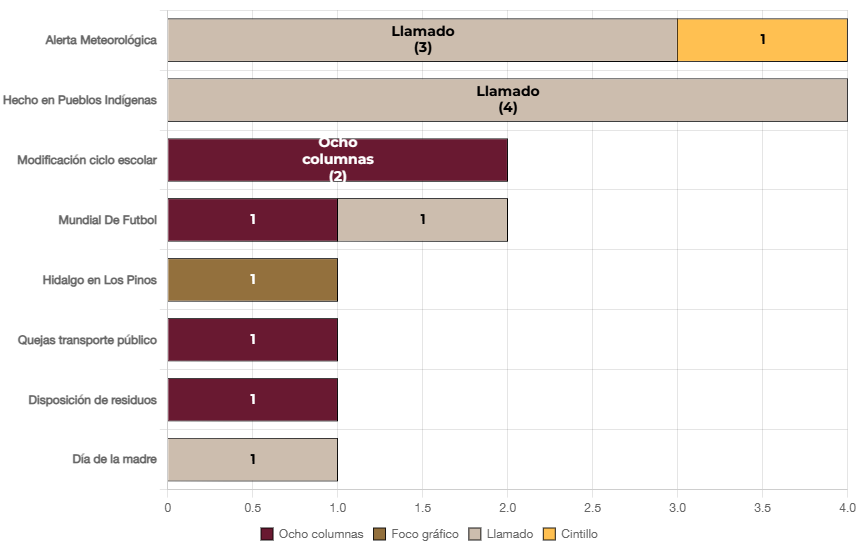 Alerta Meteorológica
Llamado
(3)
1
Hecho en Pueblos Indígenas
Llamado
(4)
Modificación ciclo escolar
Ocho
columnas
(2)
Mundial De Futbol
1
1
Hidalgo en Los Pinos
1
Quejas transporte público
1
Disposición de residuos
1
Día de la madre
1
0 0.5 1.0 1.5 2.0 2.5 3.0 3.5 4.0
Ocho columnas Foco gráfico Llamado Cintillo